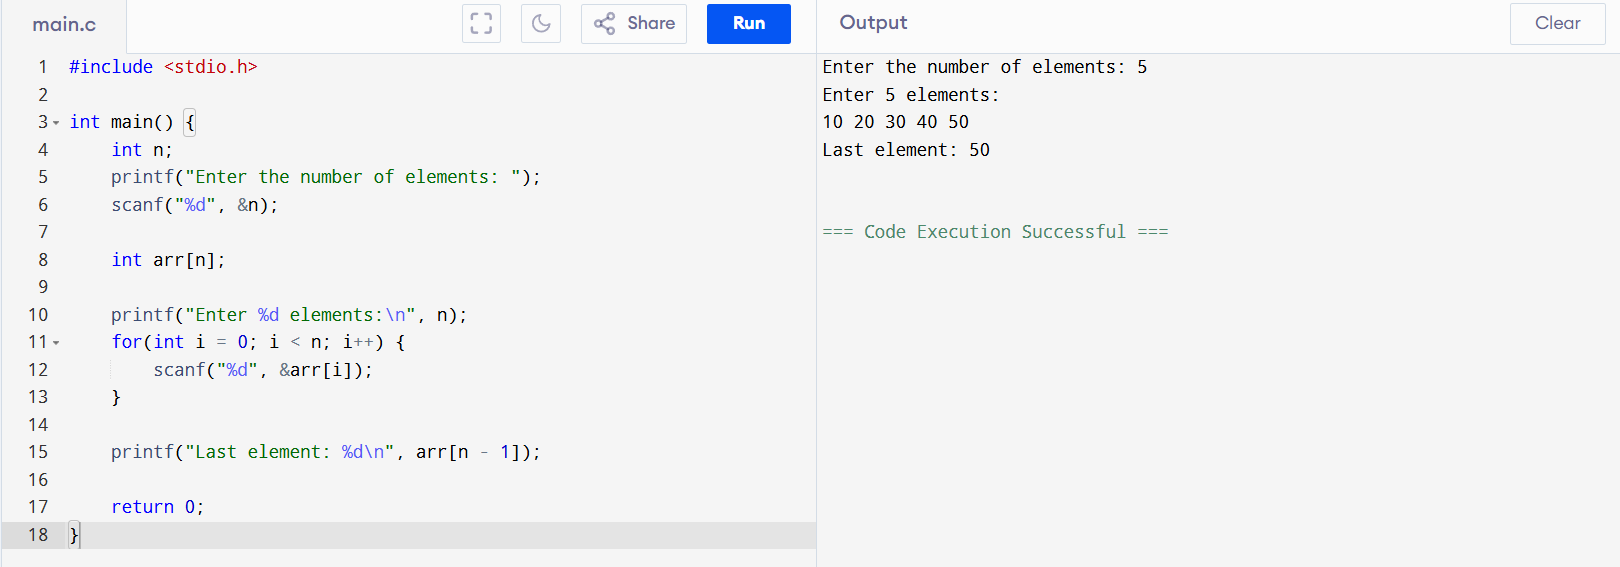 main.c
Share
Run
Output
Clear
1 #include <stdio.h>
2
3 int main() {
4     int n;
5     printf("Enter the number of elements: ");
6     scanf("%d", &n);
7
8     int arr[n];
9
10     printf("Enter %d elements:\n", n);
11     for(int i = 0; i < n; i++) {
12         scanf("%d", &arr[i]);
13     }
14
15     printf("Last element: %d\n", arr[n - 1]);
16
17     return 0;
18 }
Enter the number of elements: 5
Enter 5 elements:
10 20 30 40 50
Last element: 50
=== Code Execution Successful ===